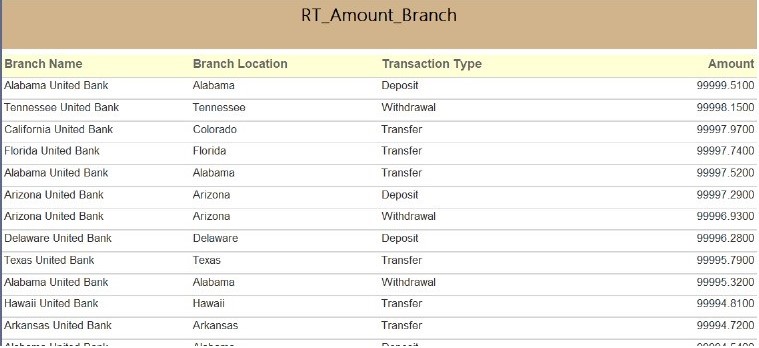 RT_Amount_Branch
Branch Name Branch Location Transaction Type Amount
Alabama United Bank Alabama Deposit 99999.5100
Tennessee United Bank Tennessee Withdrawal 99998.1500
California United Bank Colorado Transfer 99997.9700
Florida United Bank Florida Transfer 99997.7400
Alabama United Bank Alabama Transfer 99997.5200
Arizona United Bank Arizona Deposit 99997.2900
Arizona United Bank Arizona Withdrawal 99996.9300
Delaware United Bank Delaware Deposit 99996.2800
Texas United Bank Texas Transfer 99995.7900
Alabama United Bank Alabama Withdrawal 99995.3200
Hawaii United Bank Hawaii Transfer 99994.8100
Arkansas United Bank Arkansas Transfer 99994.7200